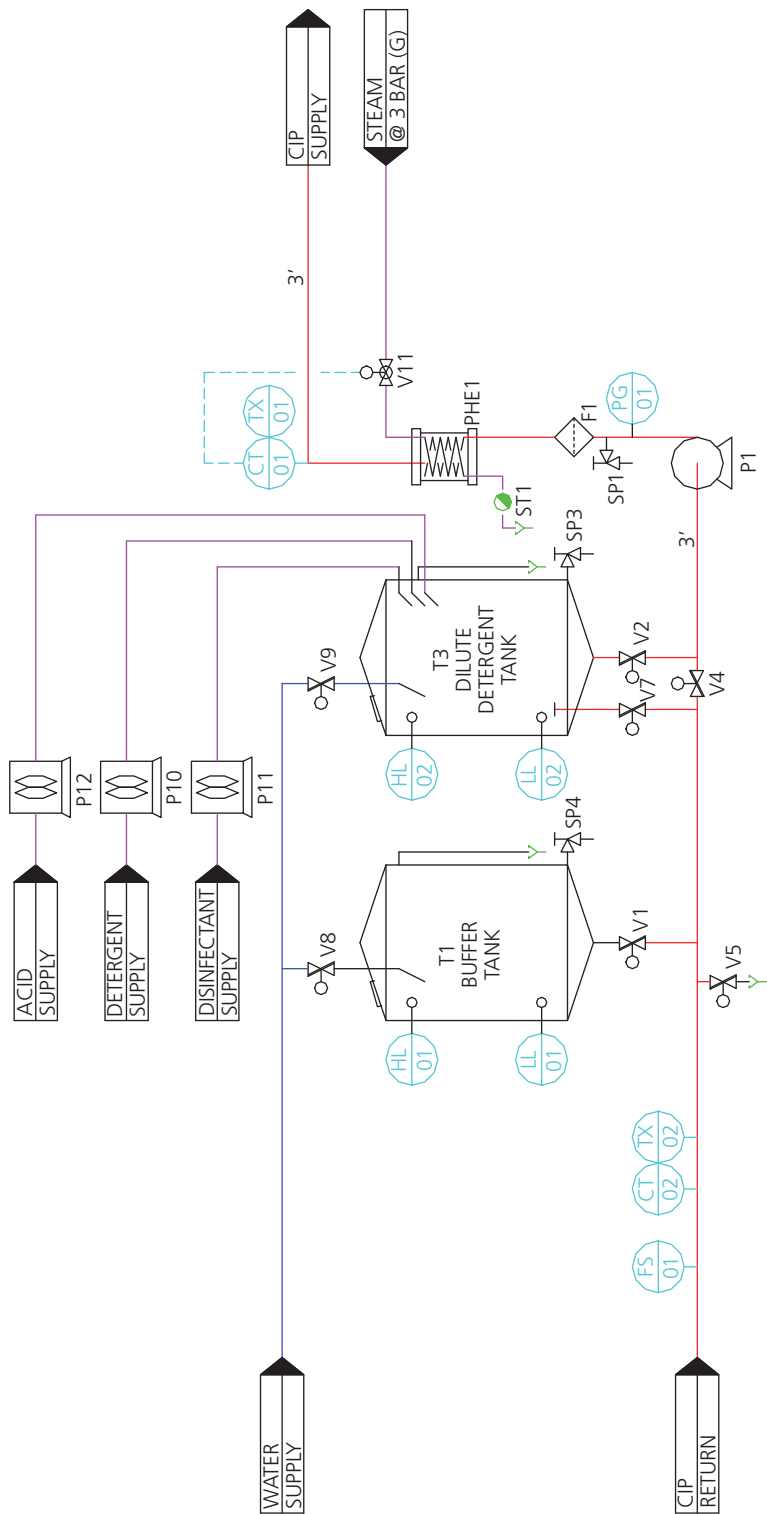 ACID
SUPPLY
P12
DETERGENT
SUPPLY
P10
DISINFECTANT
SUPPLY
P11
WATER
SUPPLY
V8
V9
CIP
SUPPLY
3’
CT
01
TX
01
STEAM
@ 3 BAR (G)
V11
PHE1
ST1
HL
01
LL
01
T1
BUFFER
TANK
SP4
HL
02
LL
02
T3
DILUTE
DETERGENT
TANK
SP3
F1
SP1
PG
01
P1
3’
V1
V7
V2
V4
V5
FS
01
CT
02
TX
02
CIP
RETURN